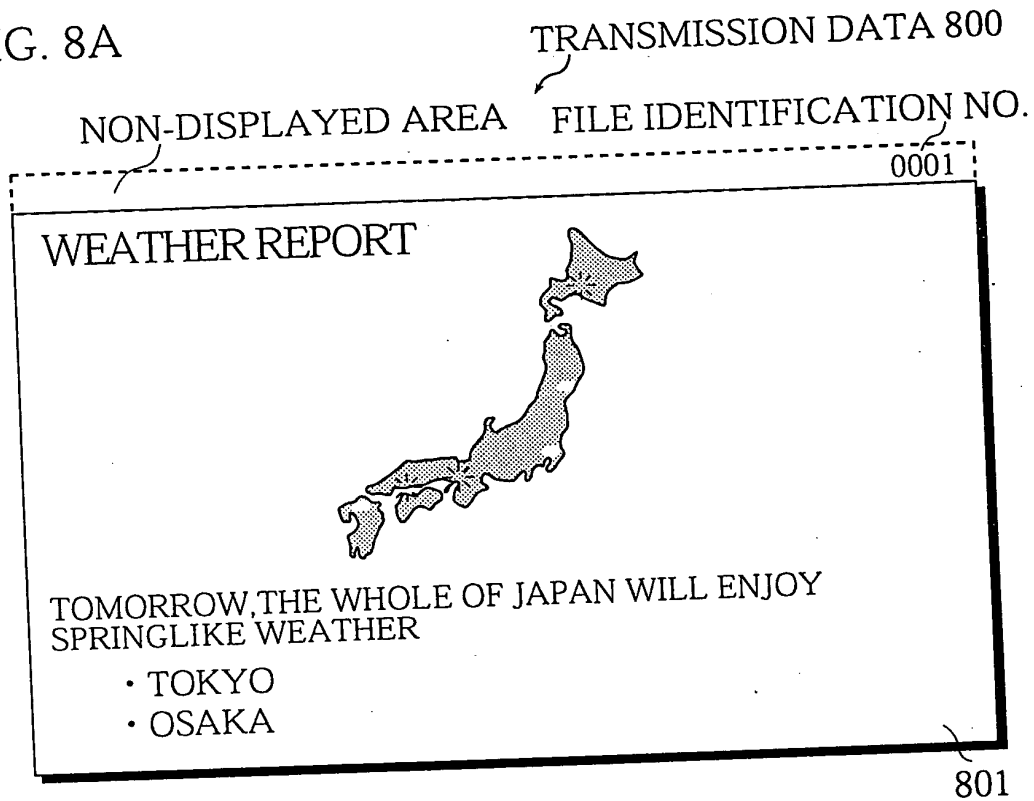 G. 8A
TRANSMISSION DATA 800
NON-DISPLAYED AREA
FILE IDENTIFICATION NO.
0001
WEATHER REPORT
TOMORROW,THE WHOLE OF JAPAN WILL ENJOY
SPRINGLIKE WEATHER
・TOKYO
・OSAKA
801